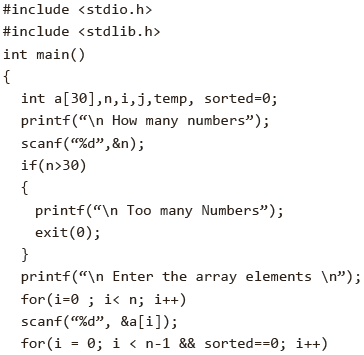 #include <stdio.h>
#include <stdlib.h>
int main()
{
int a[30],n,i,j,temp, sorted=0;
printf(“\n How many numbers”);
scanf(“%d”,&n);
if(n>30)
{
printf(“\n Too many Numbers”);
exit(0);
}
printf(“\n Enter the array elements \n”);
for(i=0 ; i< n; i++)
scanf(“%d”, &a[i]);
for(i = 0; i < n-1 && sorted==0; i++)